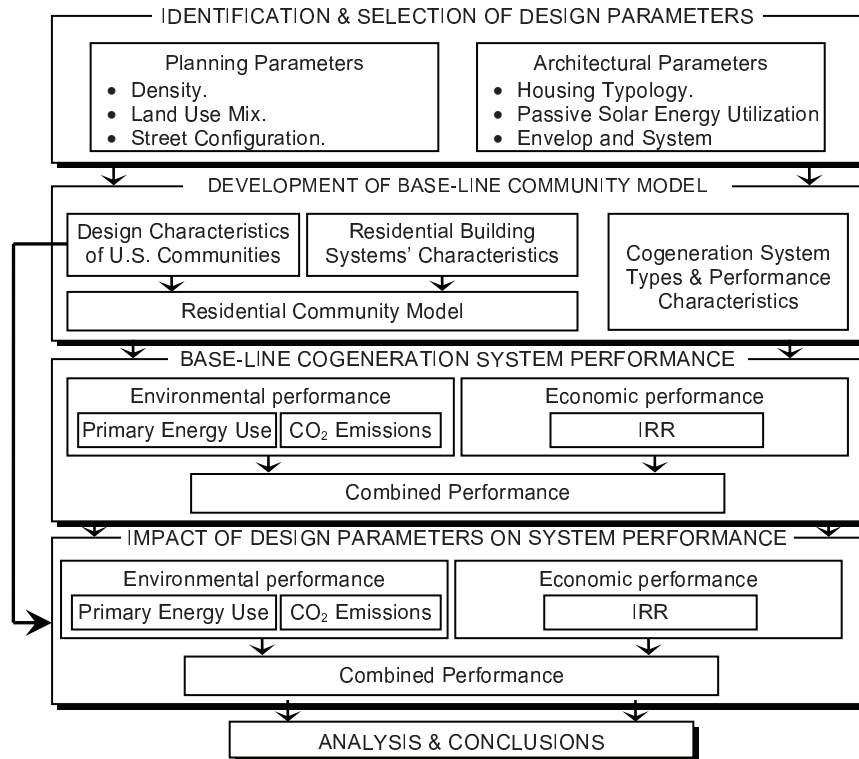 IDENTIFICATION & SELECTION OF DESIGN PARAMETERS
Planning Parameters
• Density.
• Land Use Mix.
• Street Configuration.
Architectural Parameters
• Housing Typology.
• Passive Solar Energy Utilization
• Envelop and System
DEVELOPMENT OF BASE-LINE COMMUNITY MODEL
Design Characteristics
of U.S. Communities
Residential Building
Systems’ Characteristics
Residential Community Model
Cogeneration System
Types & Performance
Characteristics
BASE-LINE COGENERATION SYSTEM PERFORMANCE
Environmental performance
Primary Energy Use
CO₂ Emissions
Economic performance
IRR
Combined Performance
IMPACT OF DESIGN PARAMETERS ON SYSTEM PERFORMANCE
Environmental performance
Primary Energy Use
CO₂ Emissions
Economic performance
IRR
Combined Performance
ANALYSIS & CONCLUSIONS